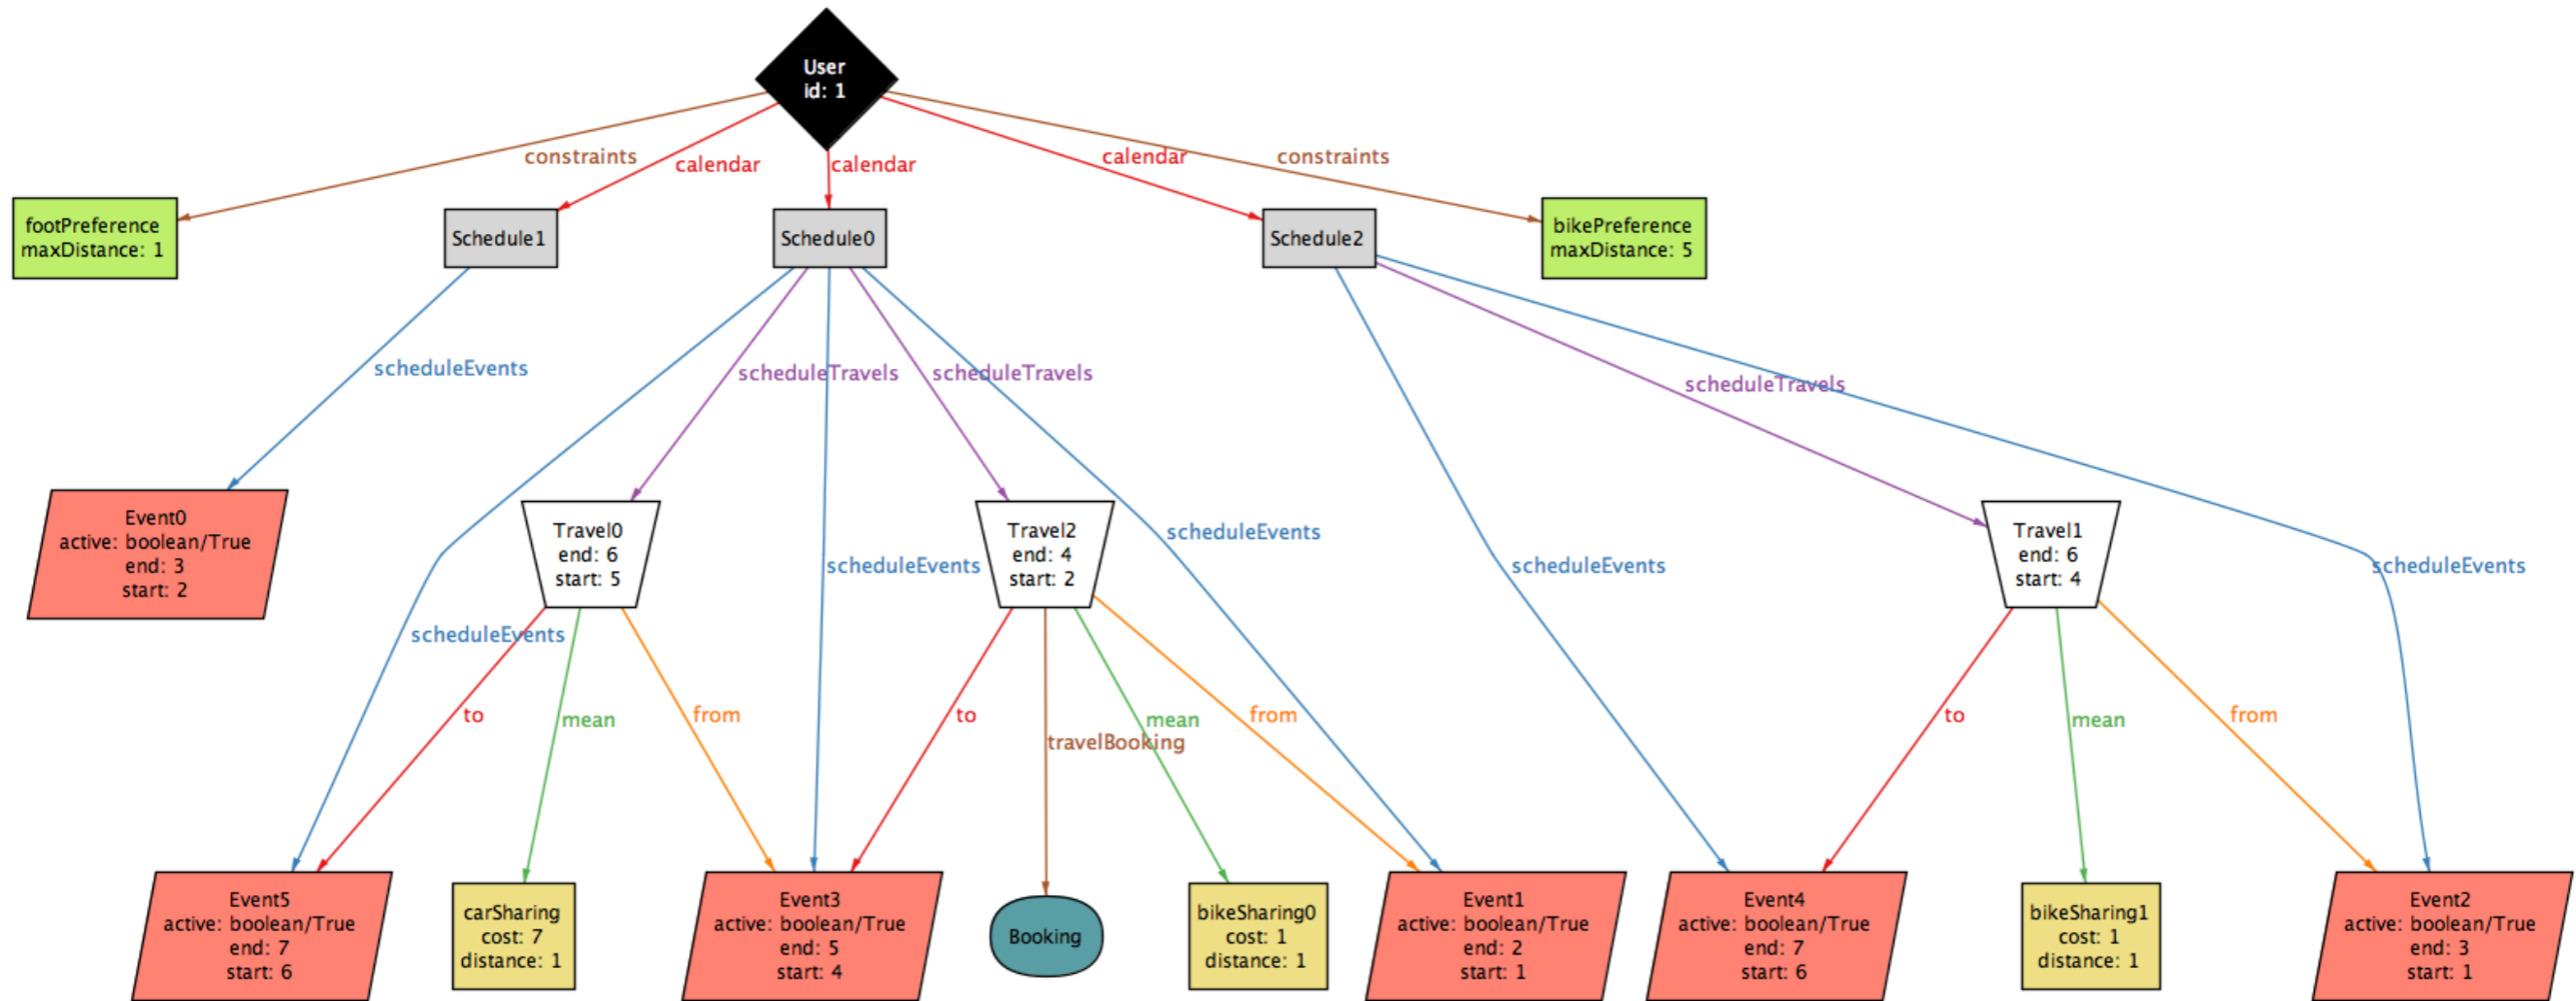 User
id: 1
constraints
calendar
calendar
calendar
constraints
footPreference
maxDistance: 1
Schedule1
Schedule0
Schedule2
bikePreference
maxDistance: 5
scheduleEvents
scheduleTravels
scheduleTravels
scheduleTravels
Event0
active: boolean/True
end: 3
start: 2
Travel0
end: 6
start: 5
Travel2
end: 4
start: 2
Travel1
end: 6
start: 4
scheduleEvents
scheduleEvents
scheduleEvents
scheduleEvents
scheduleEvents
to
mean
from
to
travelBooking
mean
from
to
mean
from
Event5
active: boolean/True
end: 7
start: 6
carSharing
cost: 7
distance: 1
Event3
active: boolean/True
end: 5
start: 4
Booking
bikeSharing0
cost: 1
distance: 1
Event1
active: boolean/True
end: 2
start: 1
Event4
active: boolean/True
end: 7
start: 6
bikeSharing1
cost: 1
distance: 1
Event2
active: boolean/True
end: 3
start: 1